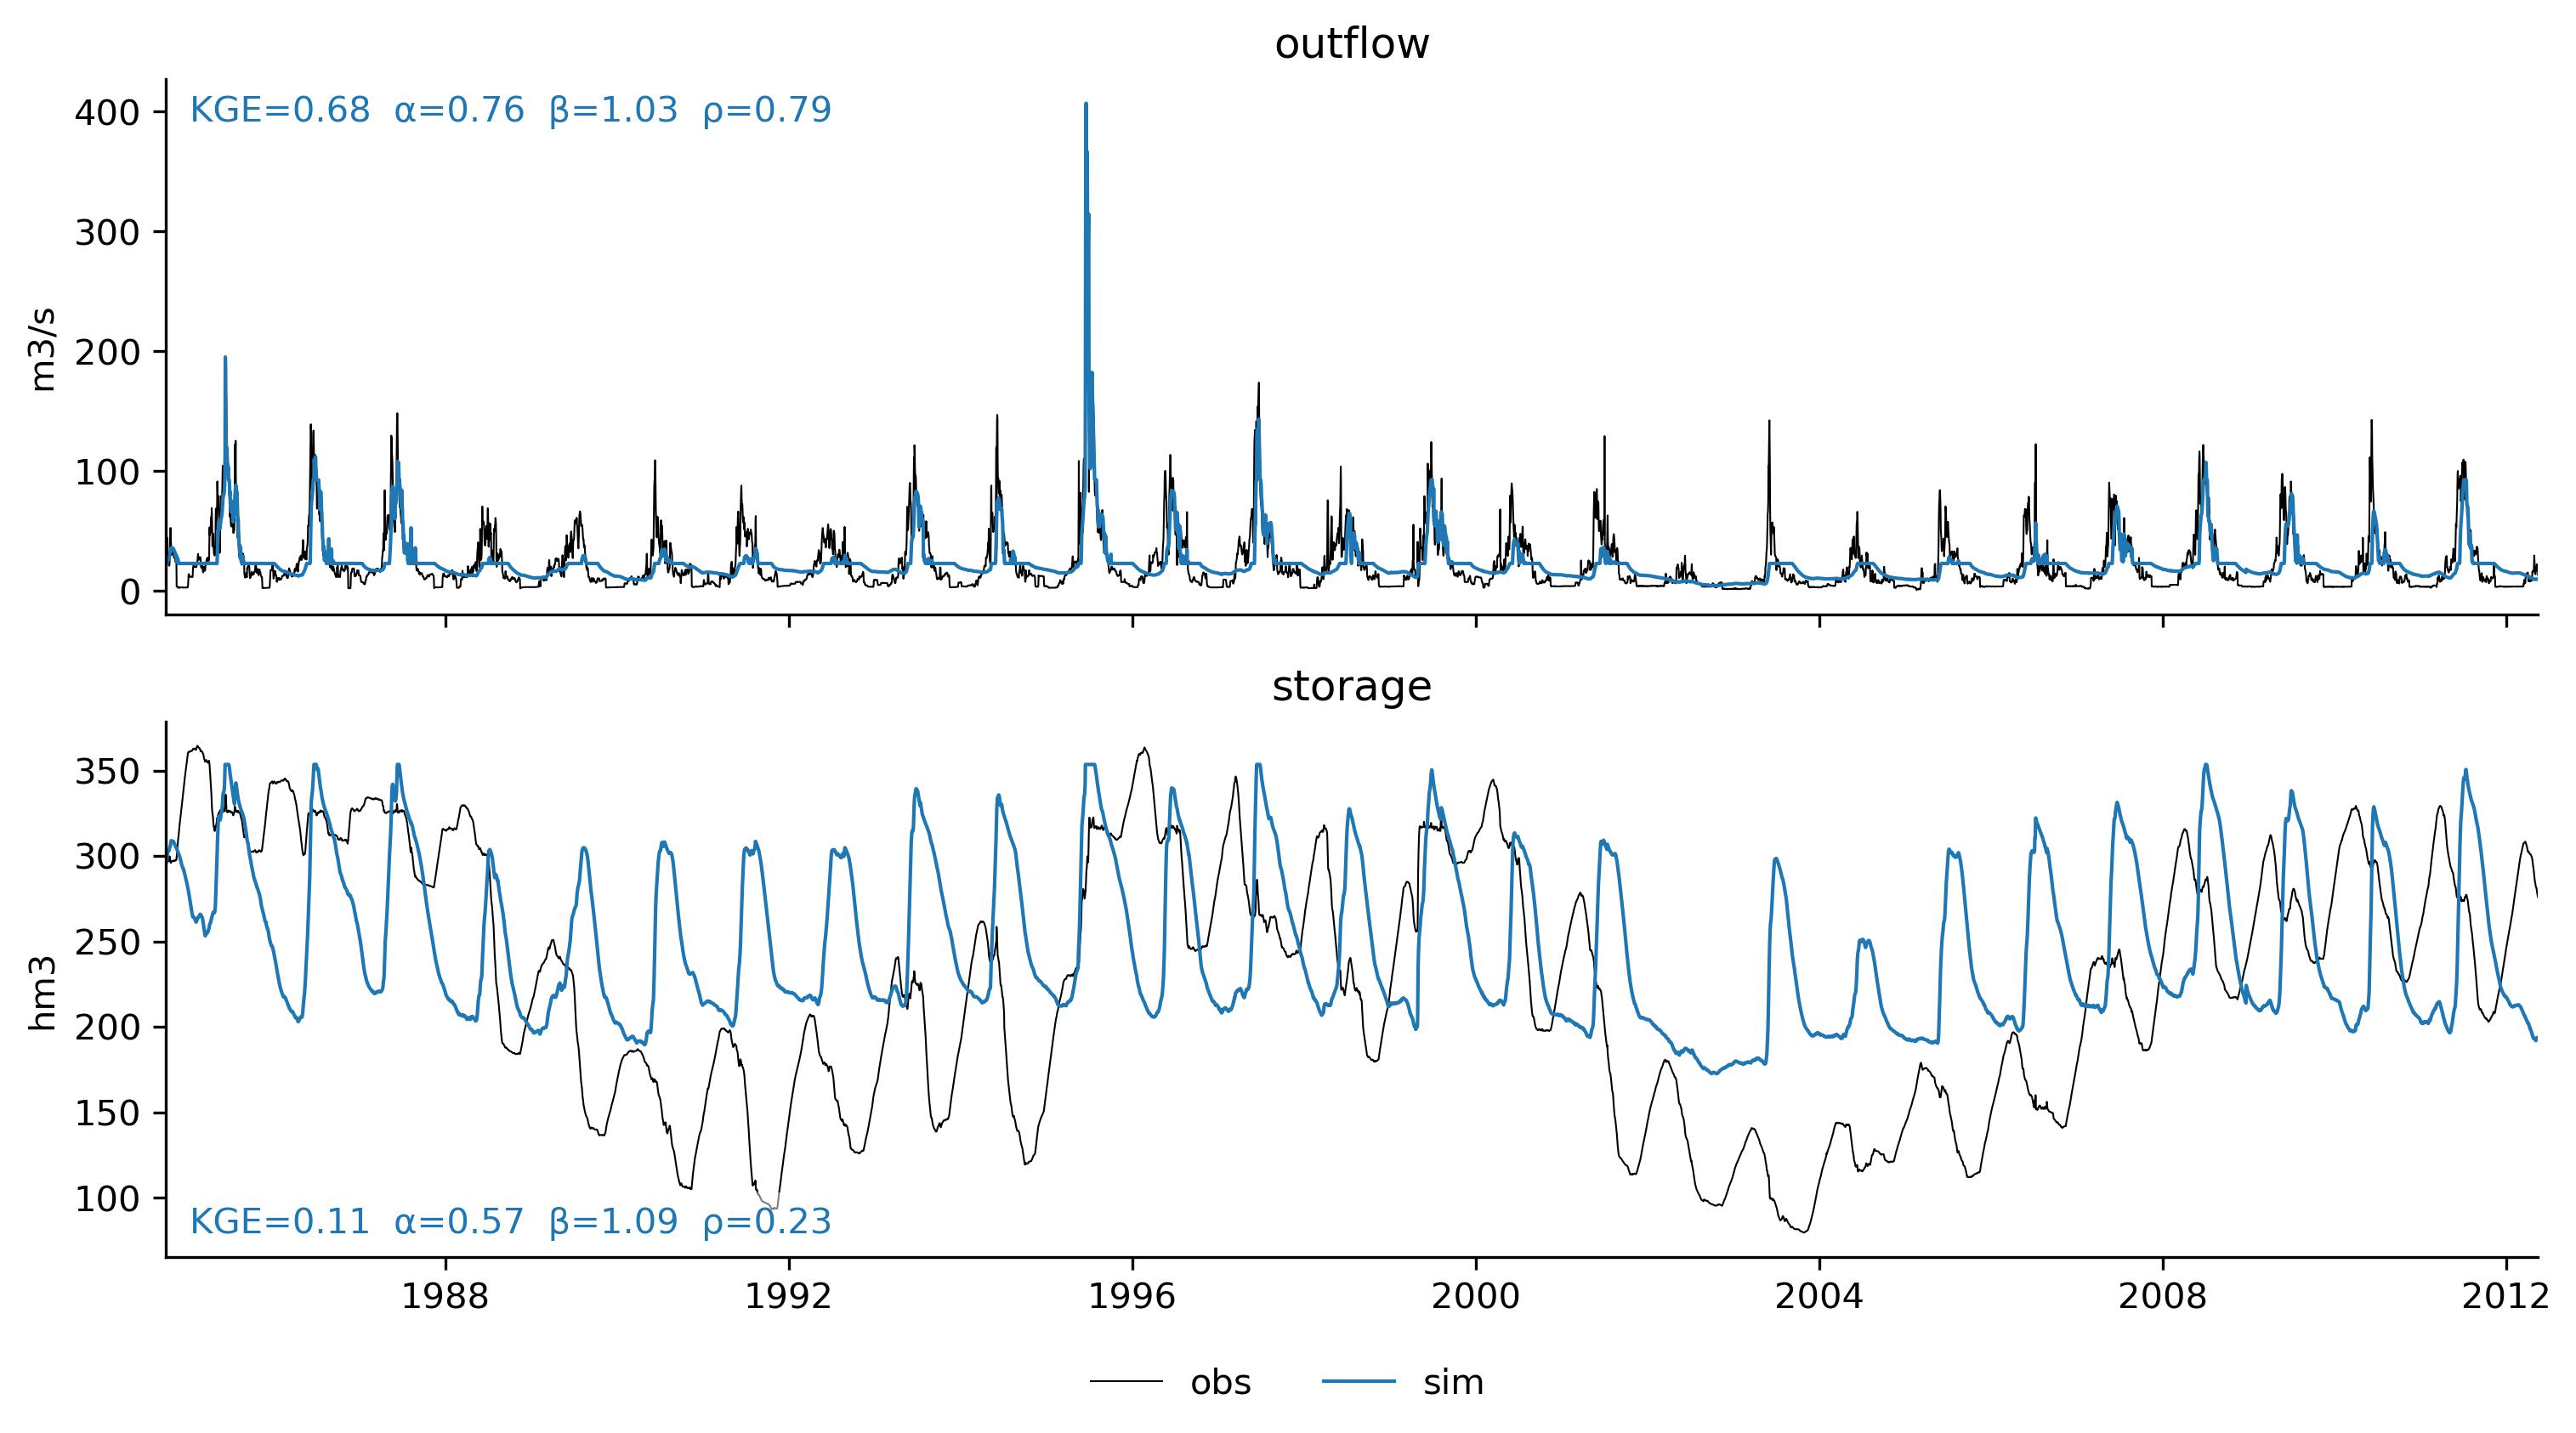 outflow
KGE=0.68 α=0.76 β=1.03 ρ=0.79
m3/s
400
300
200
100
0
storage
hm3
350
300
250
200
150
100
KGE=0.11 α=0.57 β=1.09 ρ=0.23
1988 1992 1996 2000 2004 2008 2012
obs sim